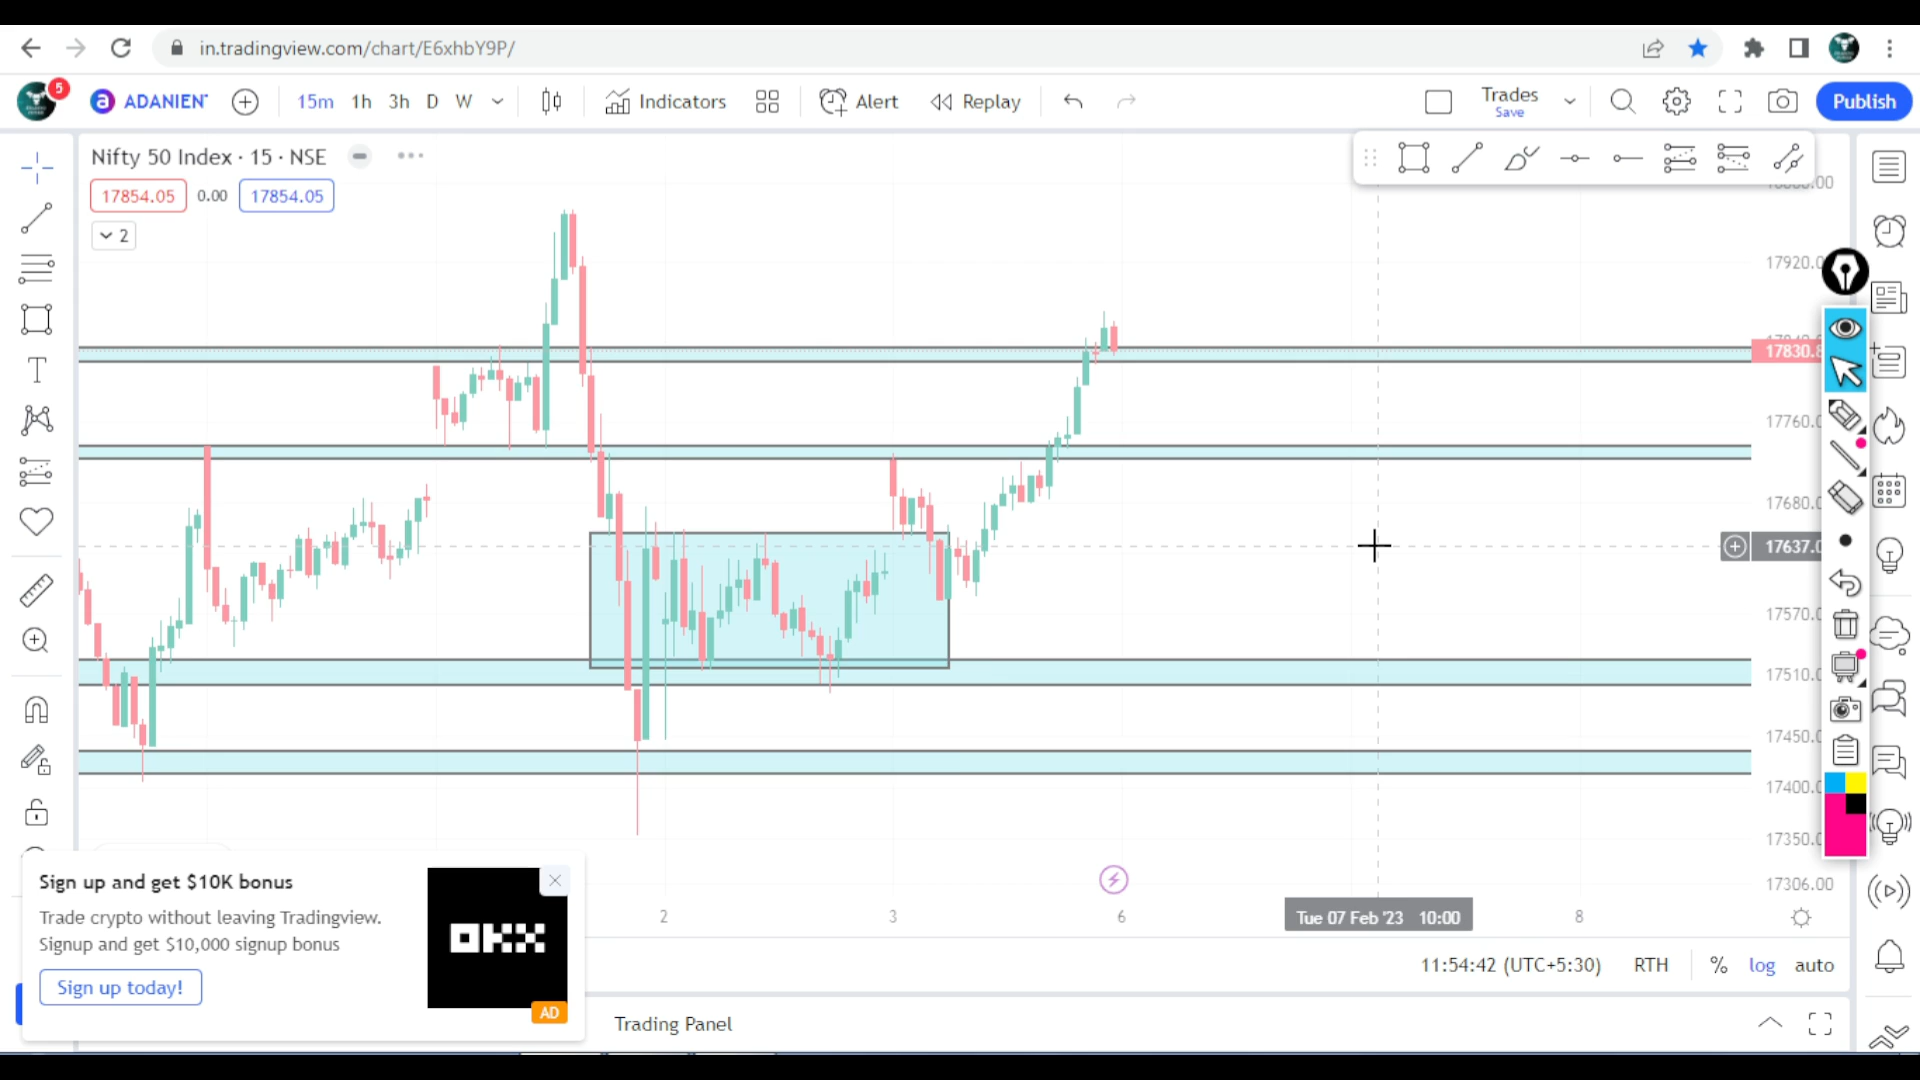 in.tradingview.com/chart/E6xhbY9P/
5
a ADANIENT
15m 1h 3h D W
Indicators
Alert
Replay
Trades
Save
Publish
Nifty 50 Index · 15 · NSE
17854.05 0.00 17854.05
2
17920.0
17830.8
17760.0
17680.0
17637.0
17570.0
17510.0
17450.0
17400.0
17350.0
17306.00
2 3 6 Tue 07 Feb '23 10:00 8
Sign up and get $10K bonus
Trade crypto without leaving Tradingview.
Signup and get $10,000 signup bonus
Sign up today!
OKX
AD
11:54:42 (UTC+5:30) RTH % log auto
Trading Panel